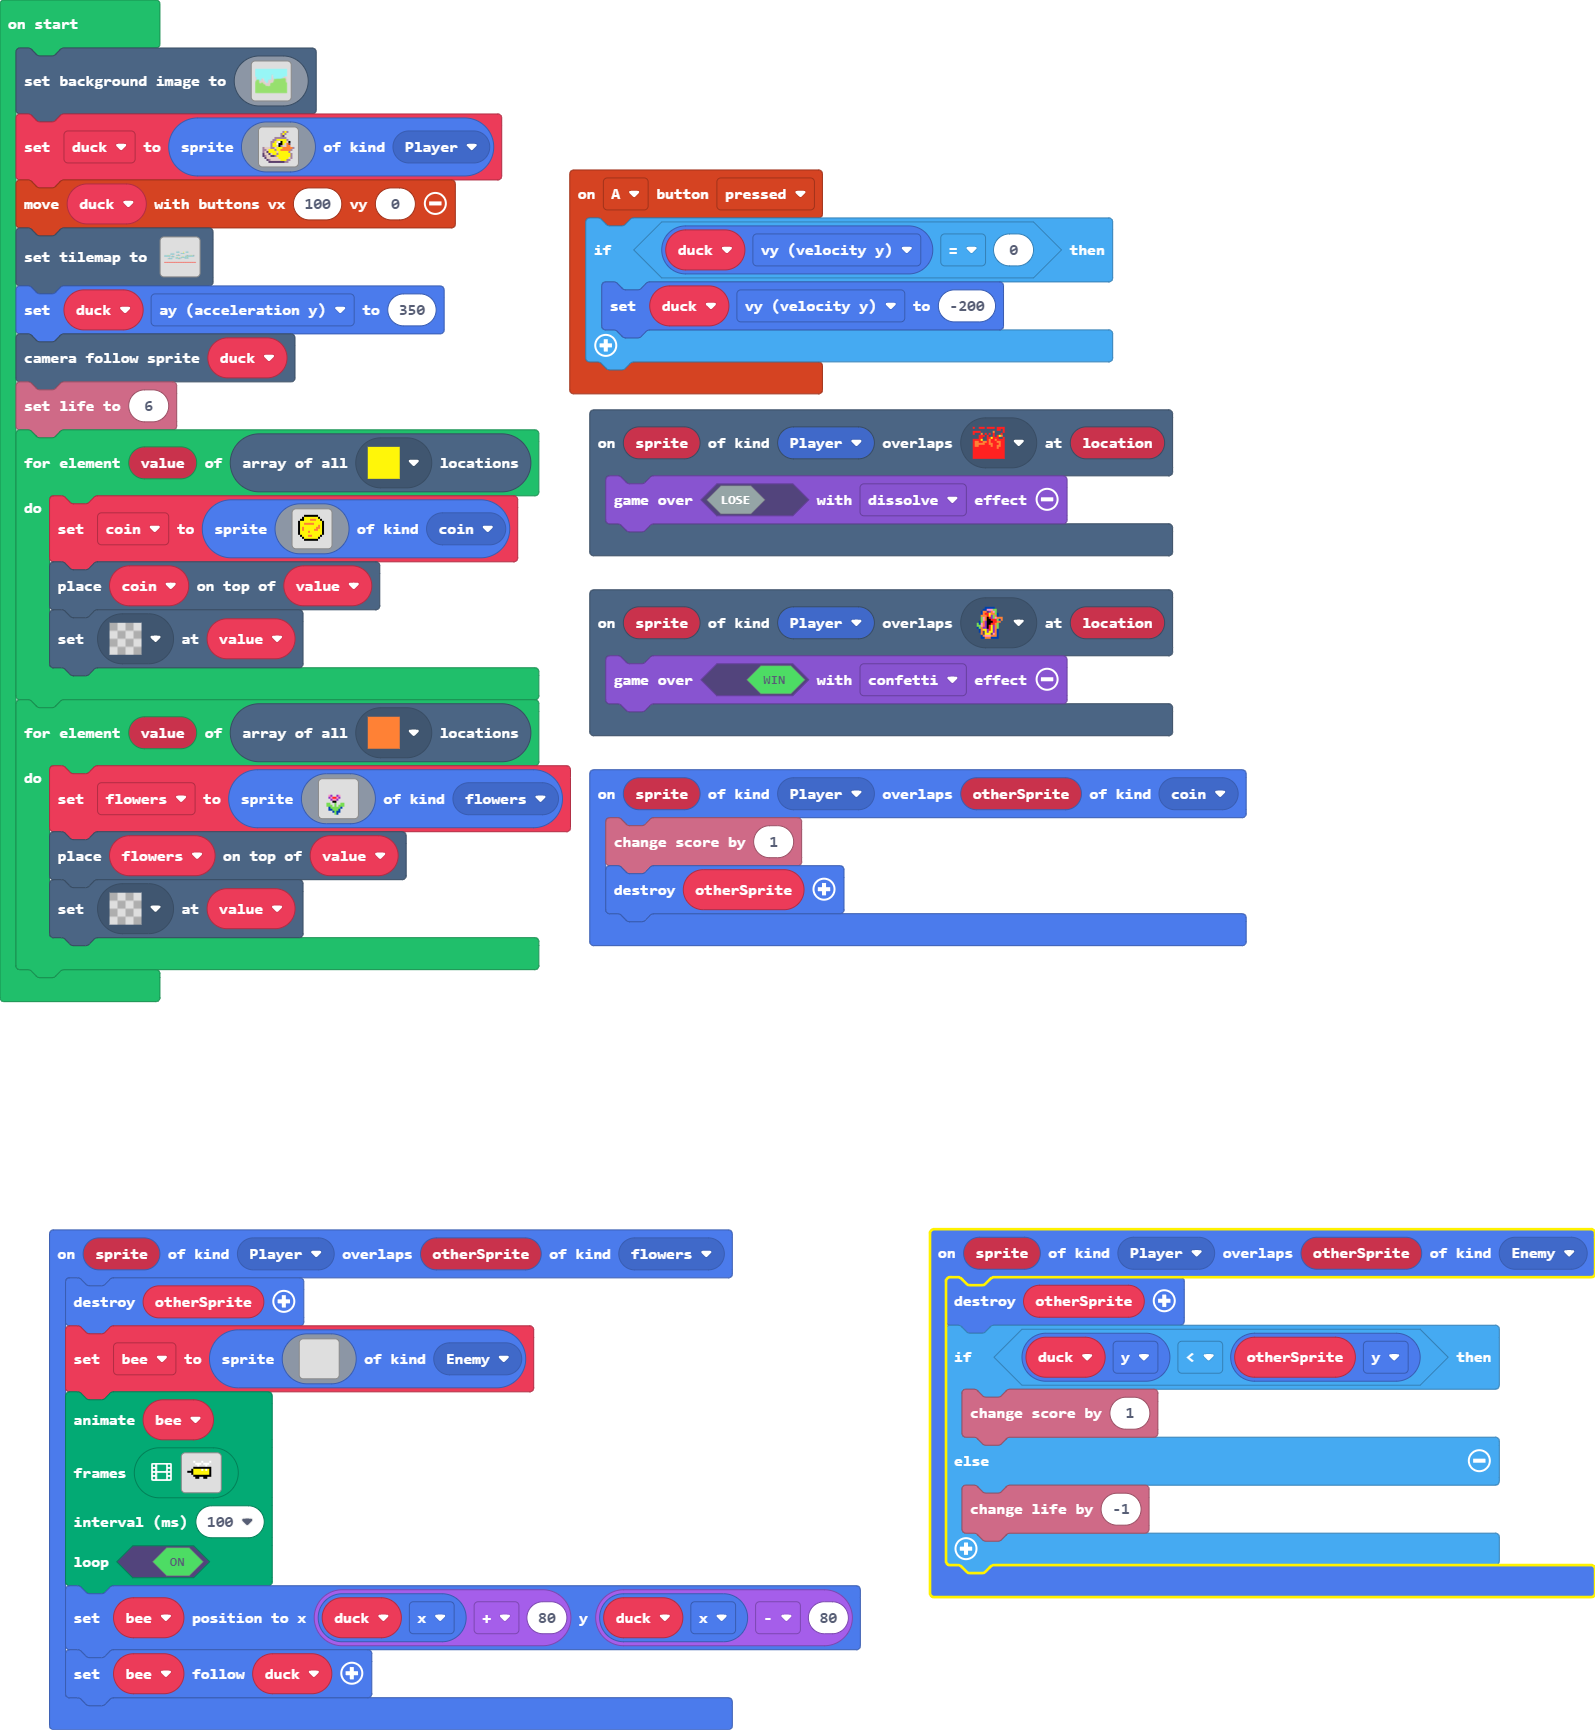 on start
set background image to
set duck to sprite of kind Player
move duck with buttons vx 100 vy 0
set tilemap to
set duck ay (acceleration y) to 350
camera follow sprite duck
set life to 6
for element value of array of all locations
do
set coin to sprite of kind coin
place coin on top of value
set at value
for element value of array of all locations
do
set flowers to sprite of kind flowers
place flowers on top of value
set at value
on A button pressed
if duck vy (velocity y) = 0 then
set duck vy (velocity y) to -200
on sprite of kind Player overlaps at location
game over LOSE with dissolve effect
on sprite of kind Player overlaps at location
game over WIN with confetti effect
on sprite of kind Player overlaps otherSprite of kind coin
change score by 1
destroy otherSprite
on sprite of kind Player overlaps otherSprite of kind flowers
destroy otherSprite
set bee to sprite of kind Enemy
animate bee
frames
interval (ms) 100
loop ON
set bee position to x duck x + 80 y duck x - 80
set bee follow duck
on sprite of kind Player overlaps otherSprite of kind Enemy
destroy otherSprite
if duck y < otherSprite y then
change score by 1
else
change life by -1